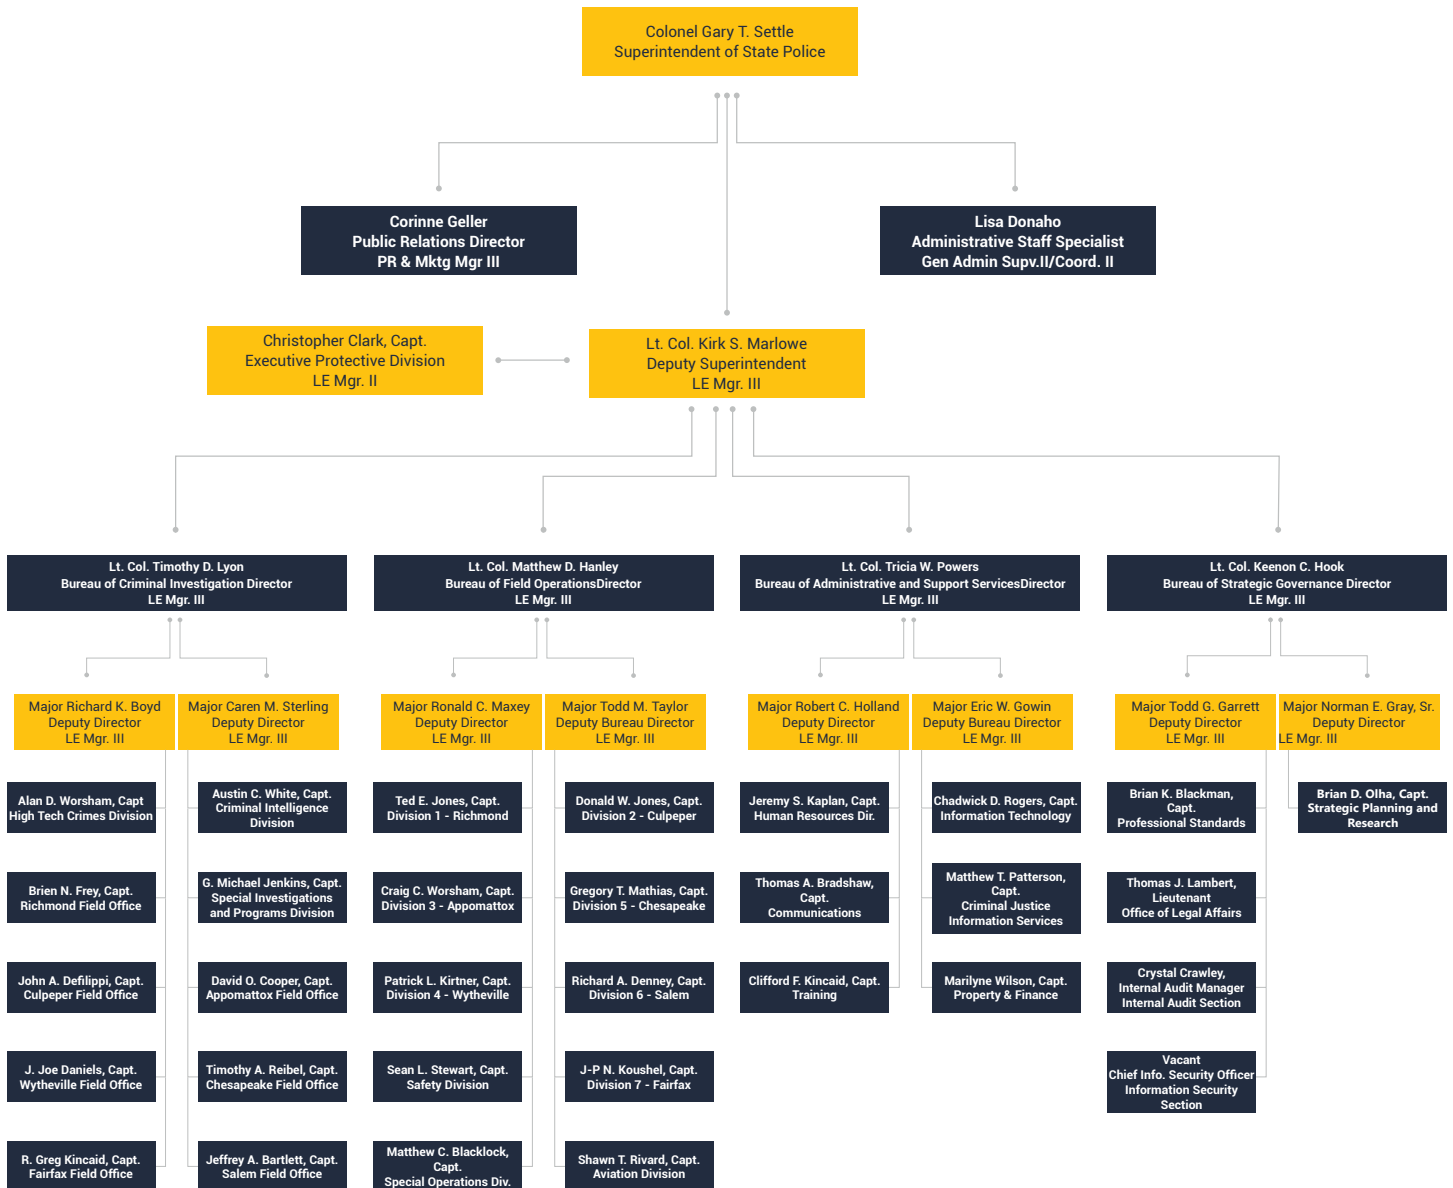 Colonel Gary T. Settle
Superintendent of State Police
Corinne Geller
Public Relations Director
PR & Mktg Mgr III
Lisa Donaho
Administrative Staff Specialist
Gen Admin Supv.II/Coord. II
Christopher Clark, Capt.
Executive Protective Division
LE Mgr. II
Lt. Col. Kirk S. Marlowe
Deputy Superintendent
LE Mgr. III
Lt. Col. Timothy D. Lyon
Bureau of Criminal Investigation Director
LE Mgr. III
Lt. Col. Matthew D. Hanley
Bureau of Field OperationsDirector
LE Mgr. III
Lt. Col. Tricia W. Powers
Bureau of Administrative and Support ServicesDirector
LE Mgr. III
Lt. Col. Keenon C. Hook
Bureau of Strategic Governance Director
LE Mgr. III
Major Richard K. Boyd
Deputy Director
LE Mgr. III
Major Caren M. Sterling
Deputy Director
LE Mgr. III
Major Ronald C. Maxey
Deputy Director
LE Mgr. III
Major Todd M. Taylor
Deputy Bureau Director
LE Mgr. III
Major Robert C. Holland
Deputy Director
LE Mgr. III
Major Eric W. Gowin
Deputy Bureau Director
LE Mgr. III
Major Todd G. Garrett
Deputy Director
LE Mgr. III
Major Norman E. Gray, Sr.
Deputy Director
LE Mgr. III
Alan D. Worsham, Capt
High Tech Crimes Division
Austin C. White, Capt.
Criminal Intelligence
Division
Ted E. Jones, Capt.
Division 1 - Richmond
Donald W. Jones, Capt.
Division 2 - Culpeper
Jeremy S. Kaplan, Capt.
Human Resources Dir.
Chadwick D. Rogers, Capt.
Information Technology
Brian K. Blackman,
Capt.
Professional Standards
Brian D. Olha, Capt.
Strategic Planning and
Research
Brien N. Frey, Capt.
Richmond Field Office
G. Michael Jenkins, Capt.
Special Investigations
and Programs Division
Craig C. Worsham, Capt.
Division 3 - Appomattox
Gregory T. Mathias, Capt.
Division 5 - Chesapeake
Thomas A. Bradshaw,
Capt.
Communications
Matthew T. Patterson,
Capt.
Criminal Justice
Information Services
Thomas J. Lambert,
Lieutenant
Office of Legal Affairs
John A. Defilippi, Capt.
Culpeper Field Office
David O. Cooper, Capt.
Appomattox Field Office
Patrick L. Kirtner, Capt.
Division 4 - Wytheville
Richard A. Denney, Capt.
Division 6 - Salem
Clifford F. Kincaid, Capt.
Training
Marilyne Wilson, Capt.
Property & Finance
Crystal Crawley,
Internal Audit Manager
Internal Audit Section
J. Joe Daniels, Capt.
Wytheville Field Office
Timothy A. Reibel, Capt.
Chesapeake Field Office
Sean L. Stewart, Capt.
Safety Division
J-P N. Koushel, Capt.
Division 7 - Fairfax
Vacant
Chief Info. Security Officer
Information Security
Section
R. Greg Kincaid, Capt.
Fairfax Field Office
Jeffrey A. Bartlett, Capt.
Salem Field Office
Matthew C. Blacklock,
Capt.
Special Operations Div.
Shawn T. Rivard, Capt.
Aviation Division